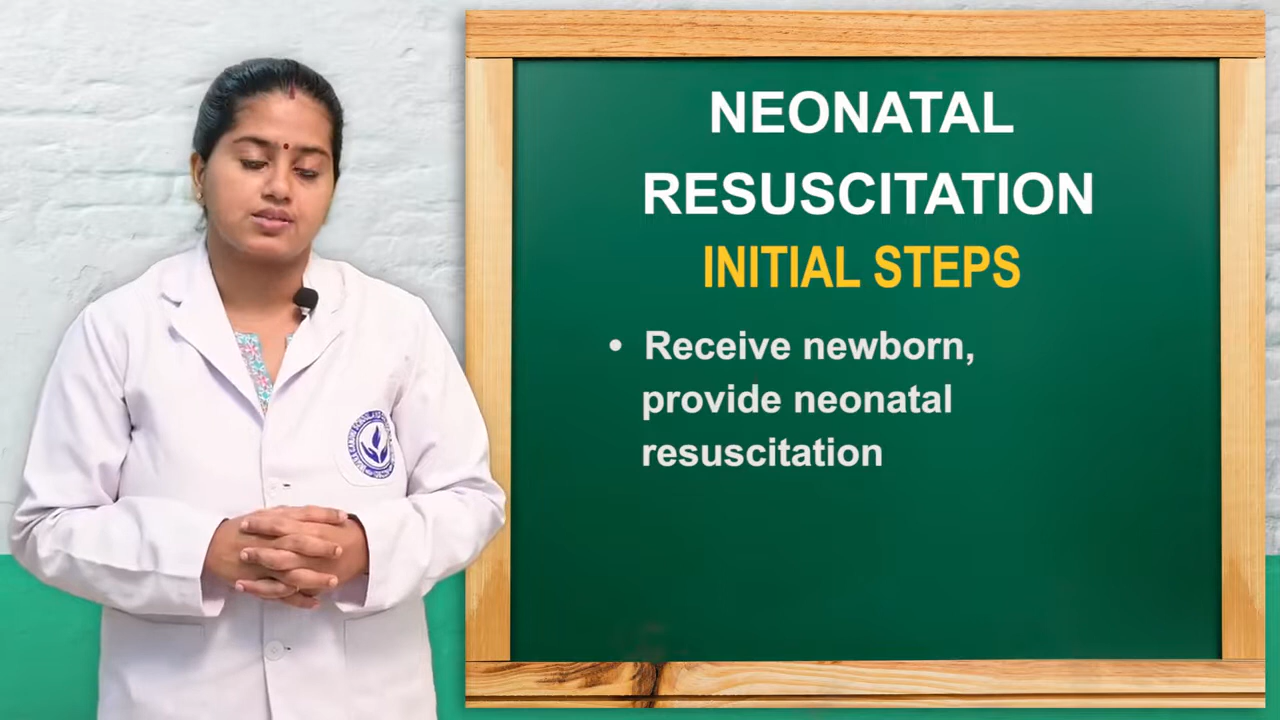 NEONATAL
RESUSCITATION
INITIAL STEPS
• Receive newborn,
provide neonatal
resuscitation